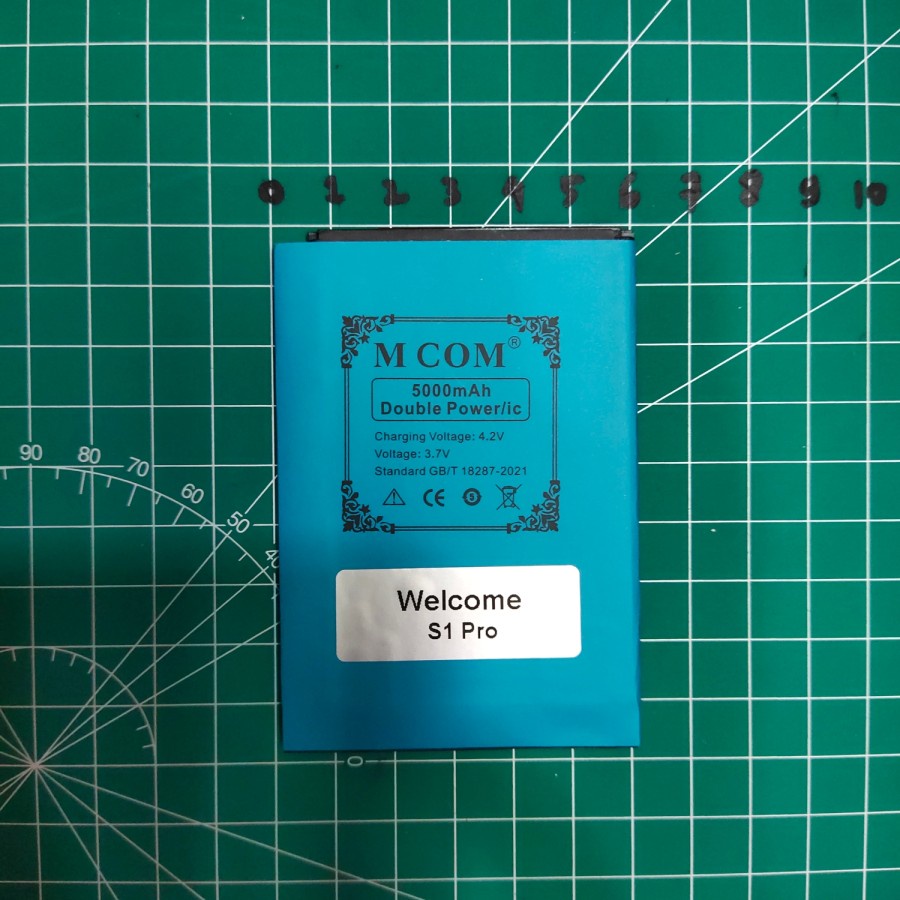 0 1 2 3 4 5 6 7 8 9 10
M COM®
5000mAh
Double Power/ic
Charging Voltage: 4.2V
Voltage: 3.7V
Standard GB/T 18287-2021
CE
90 80 70 60 50 40
Welcome
S1 Pro
0